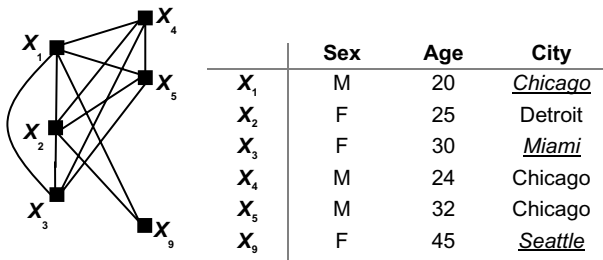 X₁
X₄
X₅
X₂
X₃
X₉
Sex Age City
X₁ M 20 Chicago
X₂ F 25 Detroit
X₃ F 30 Miami
X₄ M 24 Chicago
X₅ M 32 Chicago
X₉ F 45 Seattle